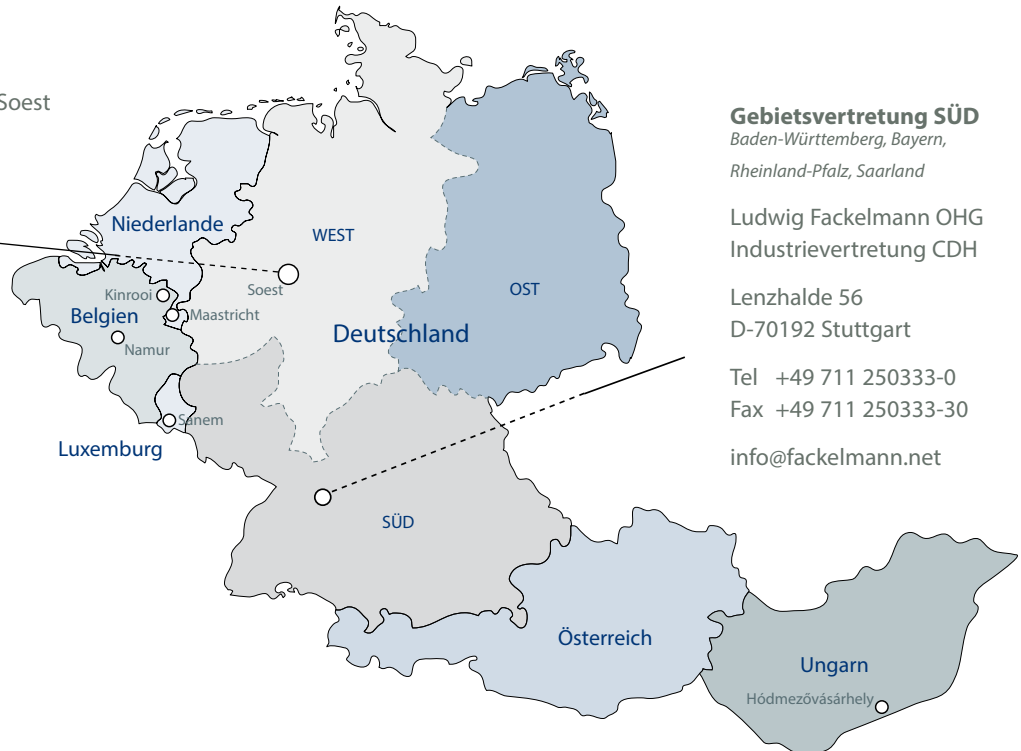 Soest
Gebietsvertretung SÜD
Baden-Württemberg, Bayern,
Rheinland-Pfalz, Saarland
Ludwig Fackelmann OHG
Industrievertretung CDH
Lenzhalde 56
D-70192 Stuttgart
Tel +49 711 250333-0
Fax +49 711 250333-30
info@fackelmann.net
Niederlande
WEST
Soest
OST
Kinrooi
Belgien
Maastricht
Deutschland
Namur
Sanem
Luxemburg
SÜD
Österreich
Ungarn
Hódmezővásárhely